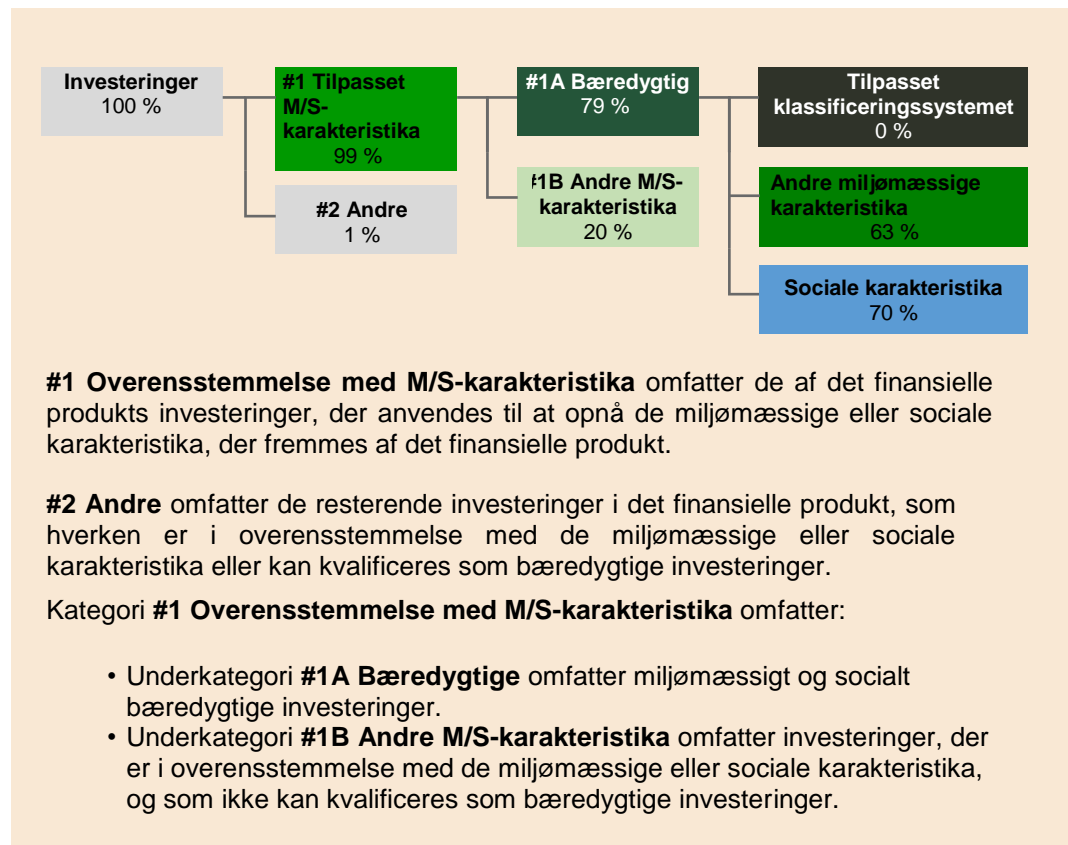 Investeringer
100 %
#1 Tilpasset
M/S-
karakteristika
99 %
#2 Andre
1 %
#1A Bæredygtig
79 %
#1B Andre M/S-
karakteristika
20 %
Tilpasset
klassificeringssystemet
0 %
Andre miljømæssige
karakteristika
63 %
Sociale karakteristika
70 %
#1 Overensstemmelse med M/S-karakteristika omfatter de af det finansielle
produkts investeringer, der anvendes til at opnå de miljømæssige eller sociale
karakteristika, der fremmes af det finansielle produkt.
#2 Andre omfatter de resterende investeringer i det finansielle produkt, som
hverken er i overensstemmelse med de miljømæssige eller sociale
karakteristika eller kan kvalificeres som bæredygtige investeringer.
Kategori #1 Overensstemmelse med M/S-karakteristika omfatter:
• Underkategori #1A Bæredygtige omfatter miljømæssigt og socialt
bæredygtige investeringer.
• Underkategori #1B Andre M/S-karakteristika omfatter investeringer, der
er i overensstemmelse med de miljømæssige eller sociale karakteristika,
og som ikke kan kvalificeres som bæredygtige investeringer.